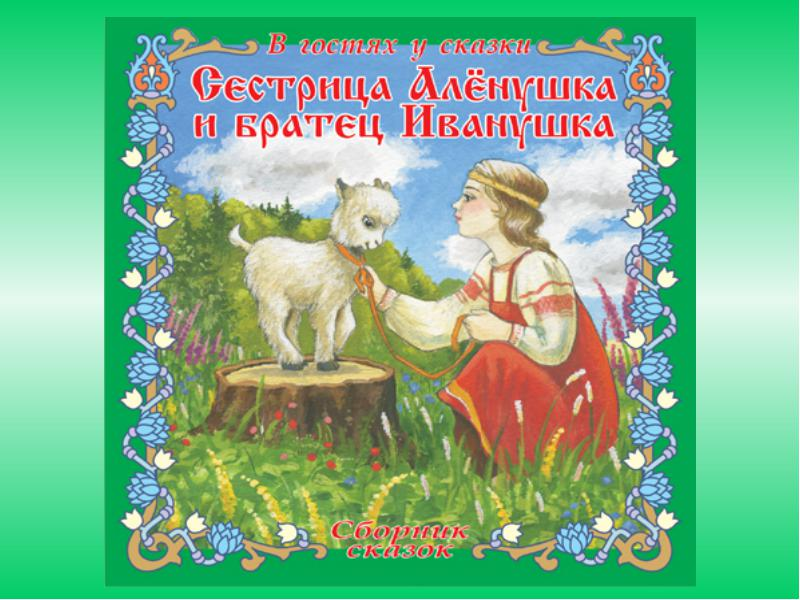 В гостях у сказки
Сестрица Алёнушка
и братец Иванушка
Сборник
сказок